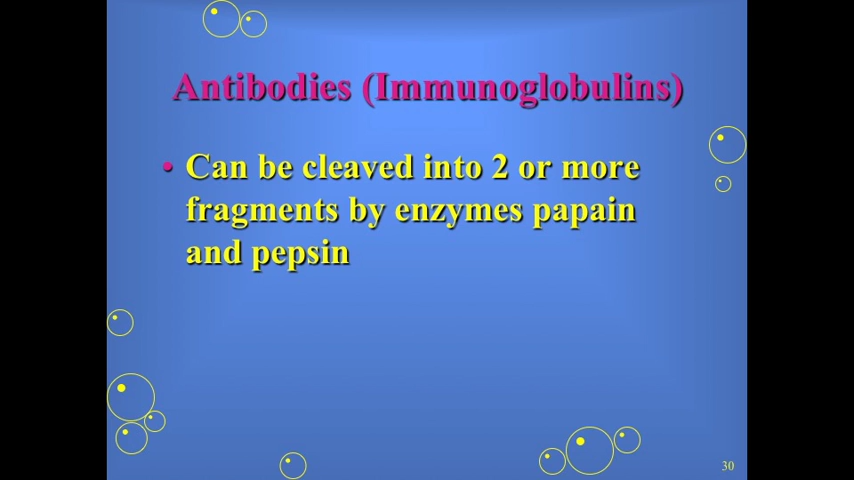 Antibodies (Immunoglobulins)
• Can be cleaved into 2 or more
fragments by enzymes papain
and pepsin
30